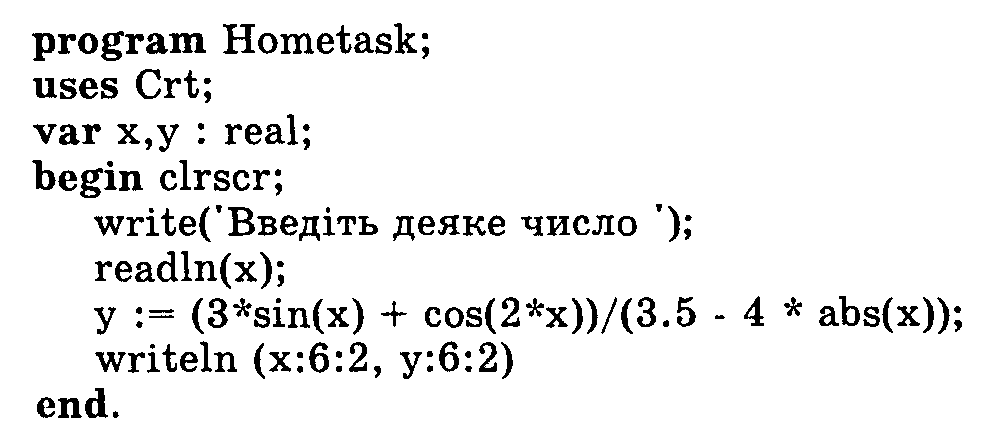 program Hometask;
uses Crt;
var x,y : real;
begin clrscr;
write('Введіть деяке число ');
readln(x);
y := (3*sin(x) + cos(2*x))/(3.5 - 4 * abs(x));
writeln (x:6:2, y:6:2)
end.